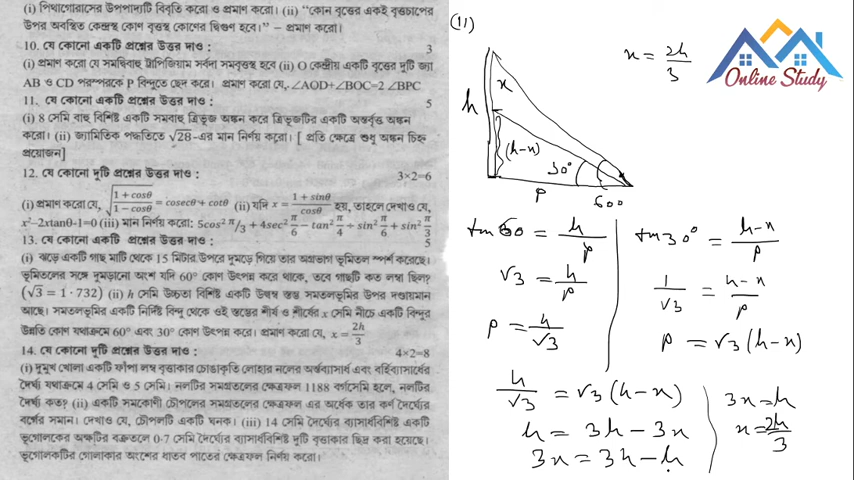 (i) পিথাগোরাসের উপপাদ্যটি বিবৃতি করো ও প্রমাণ করো। (ii) “কোন বৃত্তের একই বৃত্তচাপের
উপর অবস্থিত কেন্দ্রস্থ কোণ বৃত্তস্থ কোণের দ্বিগুণ হবে।” – প্রমাণ করো।
10. যে কোনো একটি প্রশ্নের উত্তর দাও : 3
(i) প্রমাণ করো যে সমদ্বিবাহু ট্রাপিজিয়াম সর্বদা সমবৃত্তস্থ হবে। (ii) O কেন্দ্রীয় একটি বৃত্তের দুটি জ্যা
AB ও CD পরস্পরকে P বিন্দুতে ছেদ করে। প্রমাণ করো যে, ∠AOD+∠BOC=2 ∠BPC
11. যে কোনো একটি প্রশ্নের উত্তর দাও : 5
(i) 8 সেমি বাহু বিশিষ্ট একটি সমবাহু ত্রিভুজ অঙ্কন করে ত্রিভুজটির একটি অন্তর্বৃত্ত অঙ্কন
করো। (ii) জ্যামিতিক পদ্ধতিতে √28-এর মান নির্ণয় করো। [ প্রতি ক্ষেত্রে শুধু অঙ্কন চিহ্ন
প্রয়োজন]
12. যে কোনো দুটি প্রশ্নের উত্তর দাও : 3×2=6
(i) প্রমাণ করো যে, √((1 + cosθ)/(1 − cosθ)) = cosecθ + cotθ (ii) যদি x = (1 + sinθ)/cosθ হয়, তাহলে দেখাও যে,
x²−2xtanθ-1=0 (iii) মান নির্ণয় করো: 5cos² π/3 + 4sec² π/6 − tan² π/4 ÷ sin² π/6 + sin² π/3
13. যে কোনো একটি প্রশ্নের উত্তর দাও : 5
(i) ঝড়ে একটি গাছ মাটি থেকে 15 মিটার উপরে দুমড়ে গিয়ে তার অগ্রভাগ ভূমিতল স্পর্শ করেছে।
ভূমিতলের সঙ্গে দুমড়ানো অংশ যদি 60° কোণ উৎপন্ন করে থাকে, তবে গাছটি কত লম্বা ছিল?
(√3 = 1·732) (ii) h সেমি উচ্চতা বিশিষ্ট একটি উল্লম্ব স্তম্ভ সমতলভূমির উপর দণ্ডায়মান
আছে। সমতলভূমির একটি নির্দিষ্ট বিন্দু থেকে ওই স্তম্ভের শীর্ষ ও শীর্ষের x সেমি নীচে একটি বিন্দুর
উন্নতি কোণ যথাক্রমে 60° এবং 30° কোণ উৎপন্ন করে। প্রমাণ করো যে, x = 2h/3
14. যে কোনো দুটি প্রশ্নের উত্তর দাও : 4×2=8
(i) দুমুখ খোলা একটি ফাঁপা লম্ব বৃত্তাকার চোঙাকৃতি লোহার নলের অন্তর্ব্যাসার্ধ এবং বহির্ব্যাসার্ধের
দৈর্ঘ্য যথাক্রমে 4 সেমি ও 5 সেমি। নলটির সমগ্রতলের ক্ষেত্রফল 1188 বর্গসেমি হলে, নলটির
দৈর্ঘ্য কত? (ii) একটি সমকোণী চৌপলের সমগ্রতলের ক্ষেত্রফল এর অর্ধেক তার কর্ণ দৈর্ঘ্যের
বর্গের সমান। দেখাও যে, চৌপলটি একটি ঘনক। (iii) 14 সেমি দৈর্ঘ্যের ব্যাসার্ধবিশিষ্ট একটি
ভূগোলকের অক্ষটির বক্রতলে 0·7 সেমি দৈর্ঘ্যের ব্যাসার্ধবিশিষ্ট দুটি বৃত্তাকার ছিদ্র করা হয়েছে।
ভূগোলকটির গোলাকার অংশের ধাতব পাতের ক্ষেত্রফল নির্ণয় করো।
(11)
x = 2h/3
Online Study
h
x
(h-x)
30°
60°
P
tan 60 = h/p
√3 = h/p
p = h/√3
tan 30° = (h-x)/p
1/√3 = (h-x)/p
p = √3 (h-x)
h/√3 = √3 (h-x)
h = 3h - 3x
3x = 3h - h
3x = h
x = 2h/3